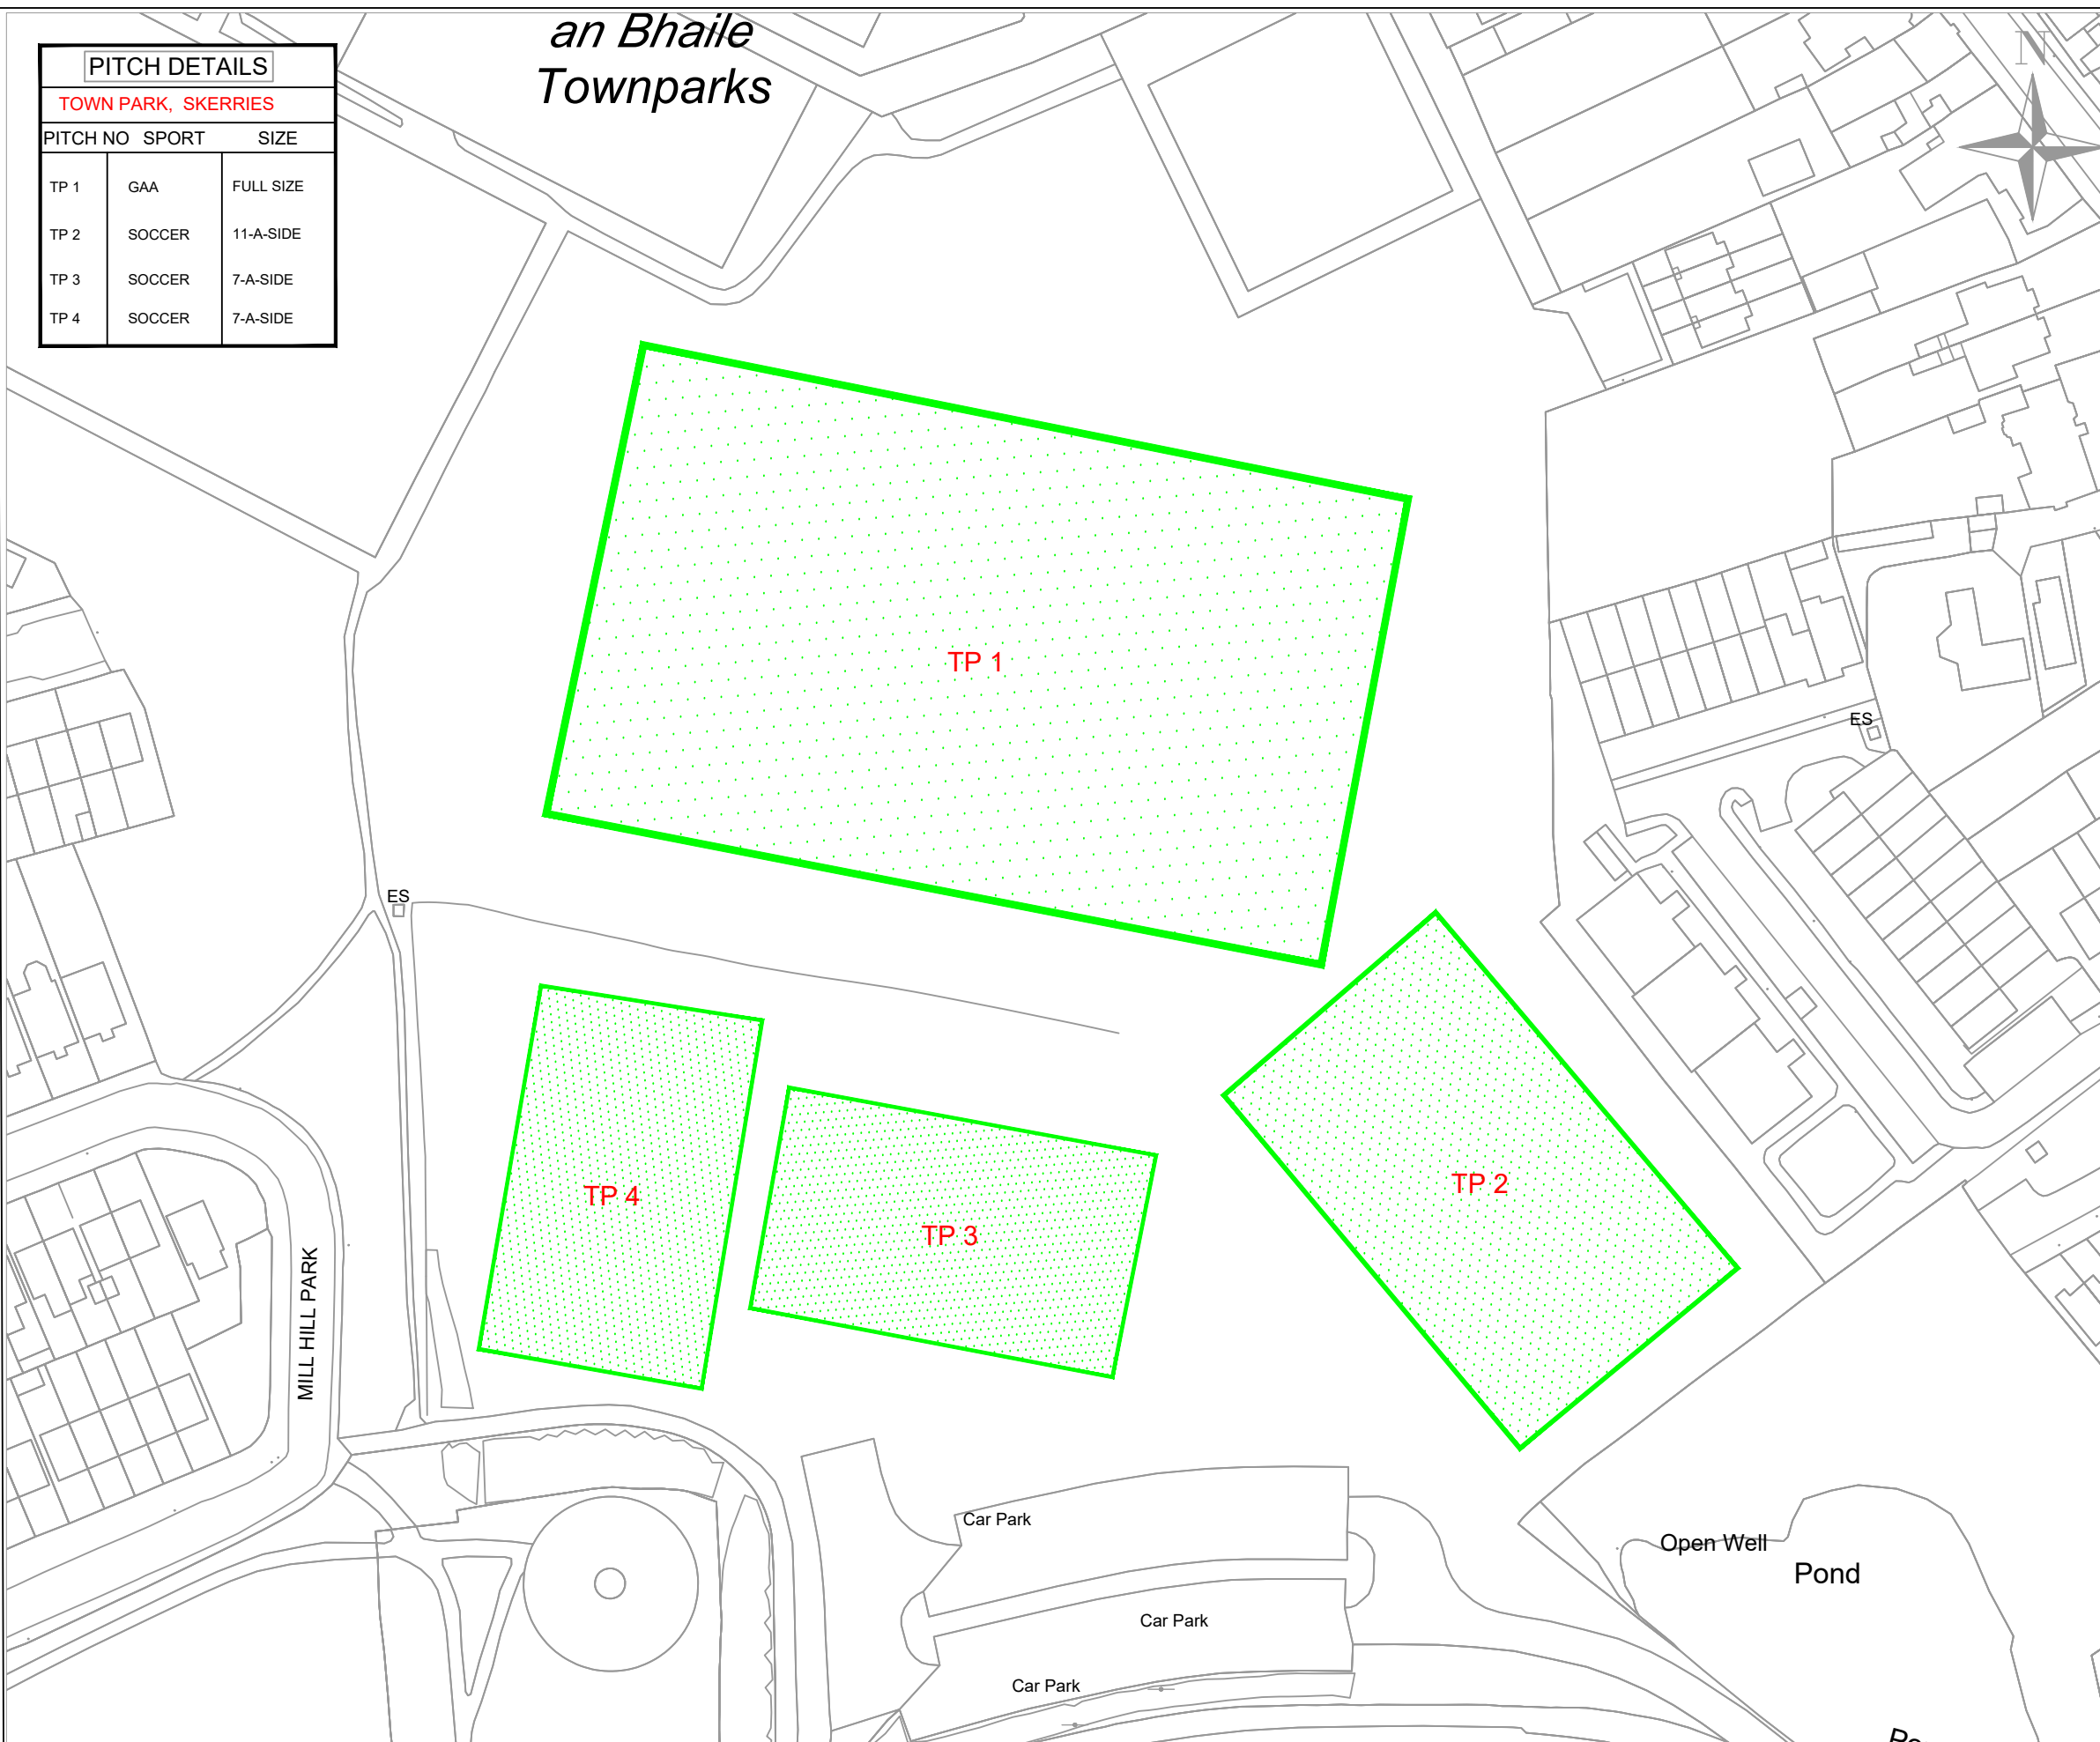 an Bhaile
Townparks
N
PITCH DETAILS
TOWN PARK, SKERRIES
PITCH NO SPORT SIZE
TP 1 GAA FULL SIZE
TP 2 SOCCER 11-A-SIDE
TP 3 SOCCER 7-A-SIDE
TP 4 SOCCER 7-A-SIDE
TP 1
ES
ES
TP 2
TP 4
TP 3
MILL HILL PARK
Car Park
Open Well
Pond
Car Park
Car Park